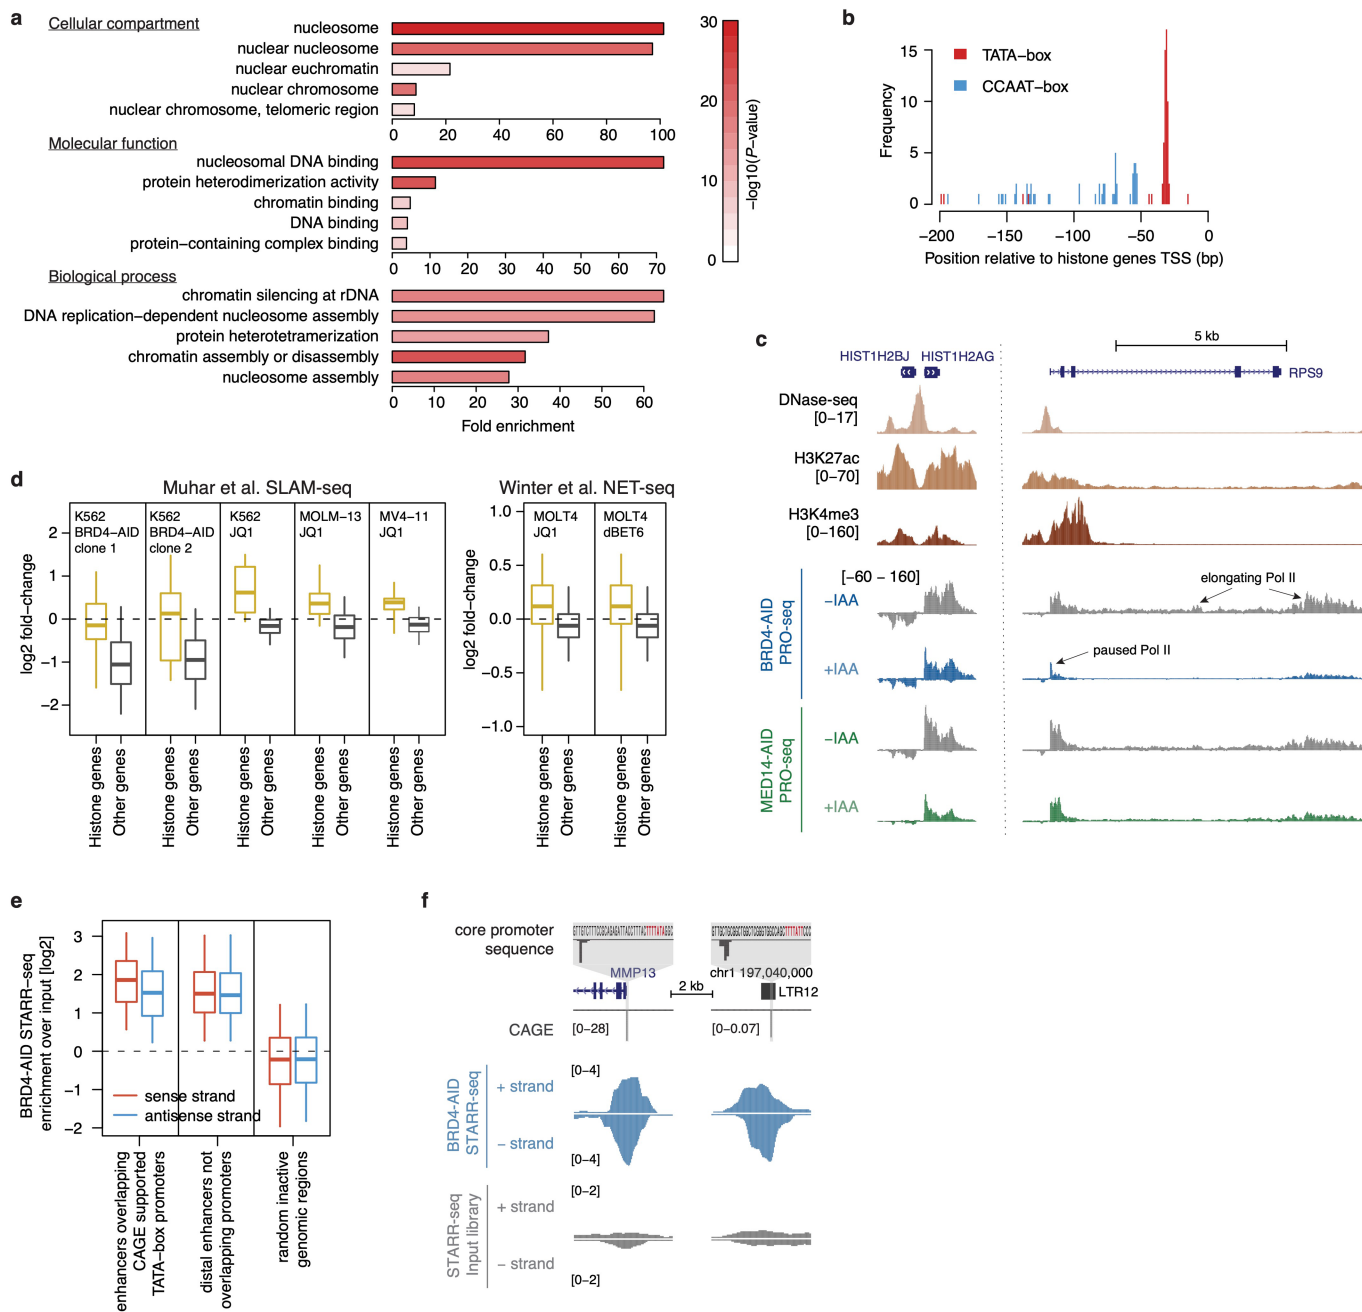 a
Cellular compartment
nucleosome
nuclear nucleosome
nuclear euchromatin
nuclear chromosome
nuclear chromosome, telomeric region
0 20 40 60 80 100
Molecular function
nucleosomal DNA binding
protein heterodimerization activity
chromatin binding
DNA binding
protein−containing complex binding
0 10 20 30 40 50 60 70
Biological process
chromatin silencing at rDNA
DNA replication−dependent nucleosome assembly
protein heterotetramerization
chromatin assembly or disassembly
nucleosome assembly
0 10 20 30 40 50 60
Fold enrichment
30
20
10
0
−log10(P−value)
b
15
10
5
0
Frequency
TATA−box
CCAAT−box
−200 −150 −100 −50 0
Position relative to histone genes TSS (bp)
c
5 kb
HIST1H2BJ HIST1H2AG
RPS9
DNase-seq
[0−17]
H3K27ac
[0−70]
H3K4me3
[0−160]
[−60 − 160]
elongating Pol II
BRD4-AID
PRO-seq
−IAA
+IAA
paused Pol II
MED14-AID
PRO-seq
−IAA
+IAA
d
Muhar et al. SLAM-seq
K562
BRD4−AID
clone 1
K562
BRD4−AID
clone 2
K562
JQ1
MOLM−13
JQ1
MV4−11
JQ1
2
1
0
−1
−2
log2 fold−change
Histone genes
Other genes
Histone genes
Other genes
Histone genes
Other genes
Histone genes
Other genes
Histone genes
Other genes
Winter et al. NET-seq
MOLT4
JQ1
MOLT4
dBET6
1.0
0.5
0.0
−0.5
−1.0
log2 fold−change
Histone genes
Other genes
Histone genes
Other genes
e
3
2
1
0
−1
−2
BRD4-AID STARR−seq
enrichment over input [log2]
sense strand
antisense strand
enhancers overlapping
CAGE supported
TATA−box promoters
distal enhancers not
overlapping promoters
random inactive
genomic regions
f
core promoter
sequence
MMP13
chr1 197,040,000
2 kb
LTR12
CAGE
[0−28]
[0−0.07]
BRD4-AID
STARR-seq
[0−4]
+ strand
− strand
[0−4]
STARR-seq
Input library
[0−2]
+ strand
− strand
[0−2]